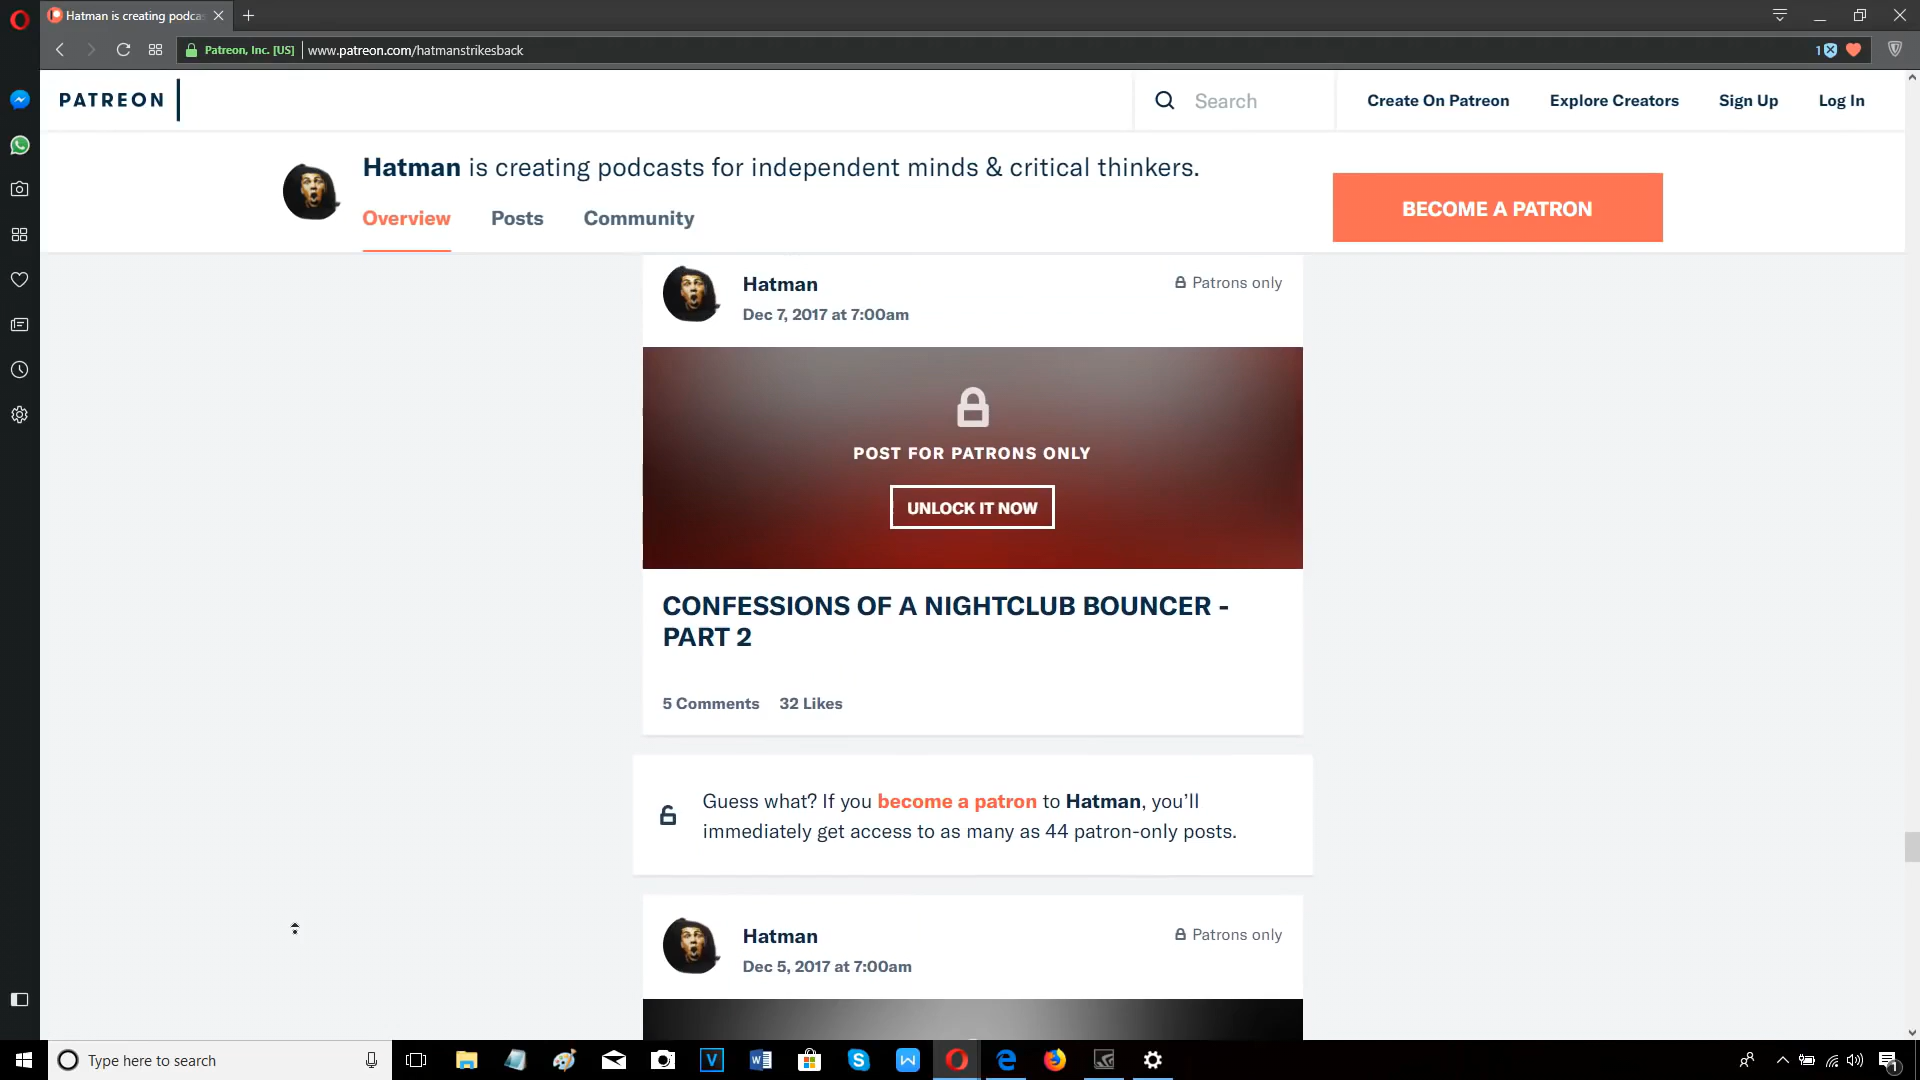 Hatman is creating podca
Patreon, Inc. [US]
www.patreon.com/hatmanstrikesback
1
PATREON
Search
Create On Patreon
Explore Creators
Sign Up
Log In
Hatman is creating podcasts for independent minds & critical thinkers.
Overview
Posts
Community
BECOME A PATRON
Hatman
Patrons only
Dec 7, 2017 at 7:00am
POST FOR PATRONS ONLY
UNLOCK IT NOW
CONFESSIONS OF A NIGHTCLUB BOUNCER -
PART 2
5 Comments
32 Likes
Guess what? If you become a patron to Hatman, you’ll
immediately get access to as many as 44 patron-only posts.
Hatman
Patrons only
Dec 5, 2017 at 7:00am
Type here to search
V
W
S
W
1